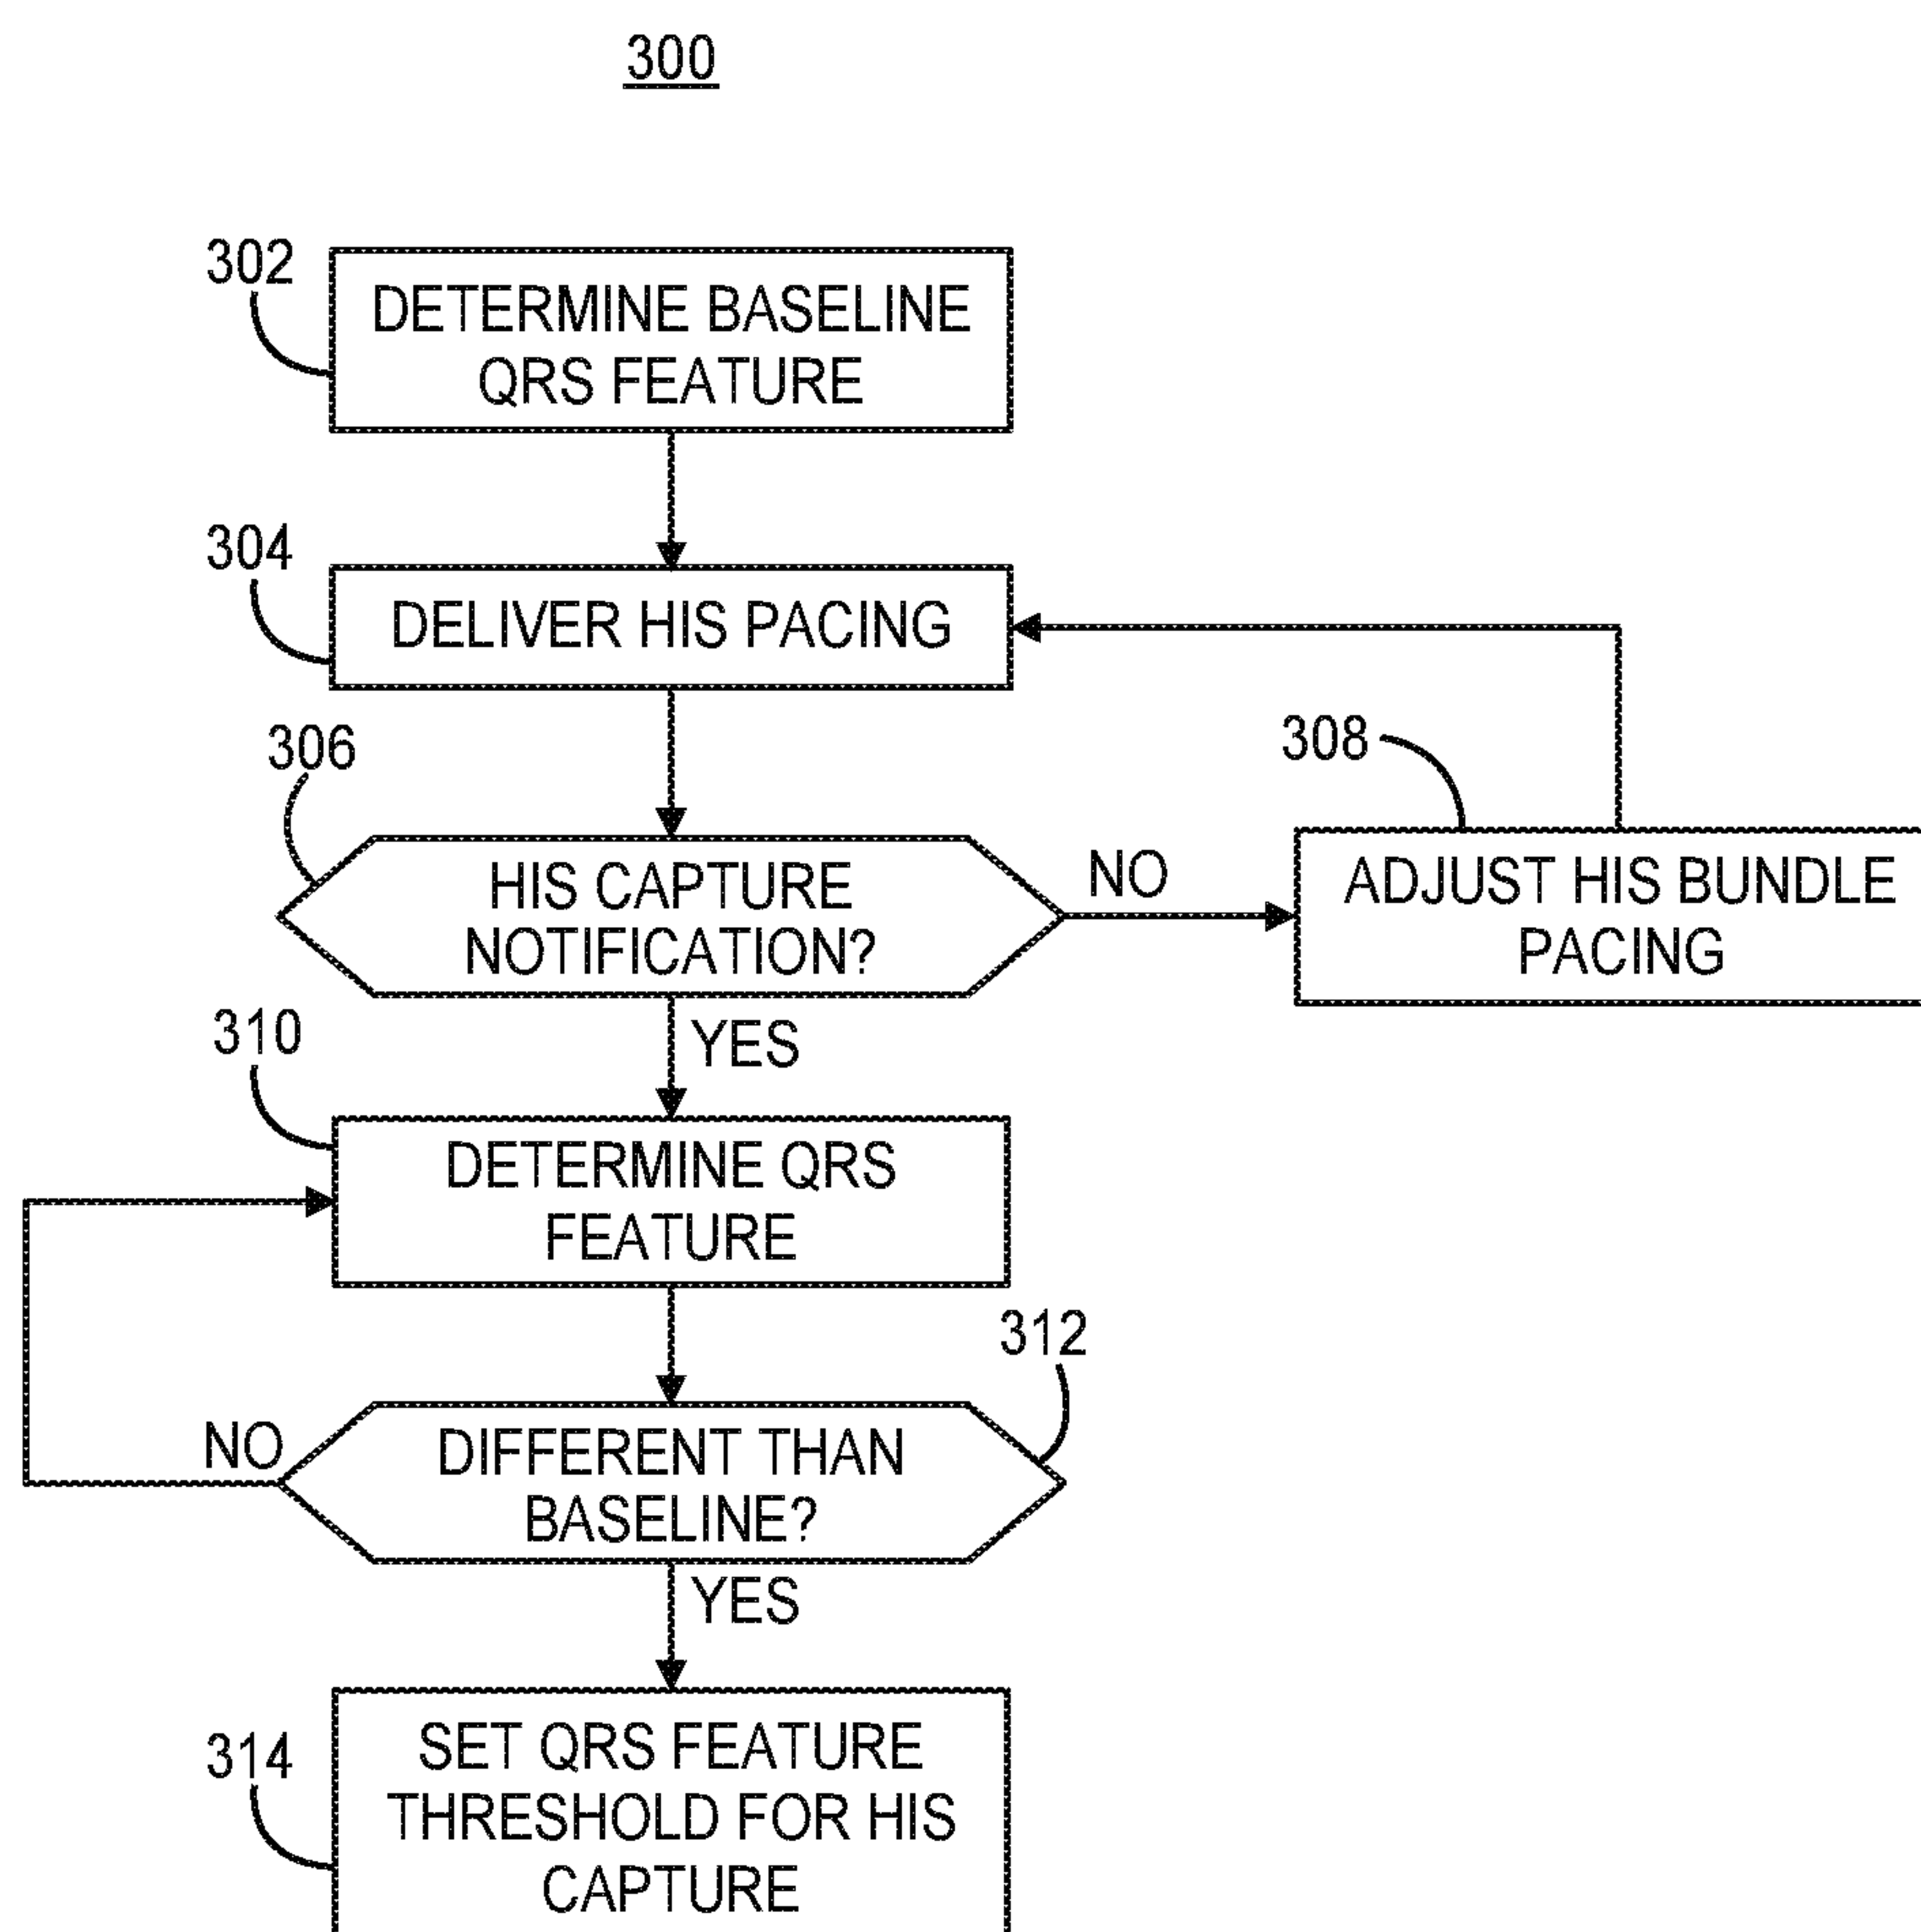 300
302
DETERMINE BASELINE
QRS FEATURE
304
DELIVER HIS PACING
306
HIS CAPTURE
NOTIFICATION?
NO
308
ADJUST HIS BUNDLE
PACING
YES
310
DETERMINE QRS
FEATURE
312
DIFFERENT THAN
BASELINE?
NO
YES
314
SET QRS FEATURE
THRESHOLD FOR HIS
CAPTURE